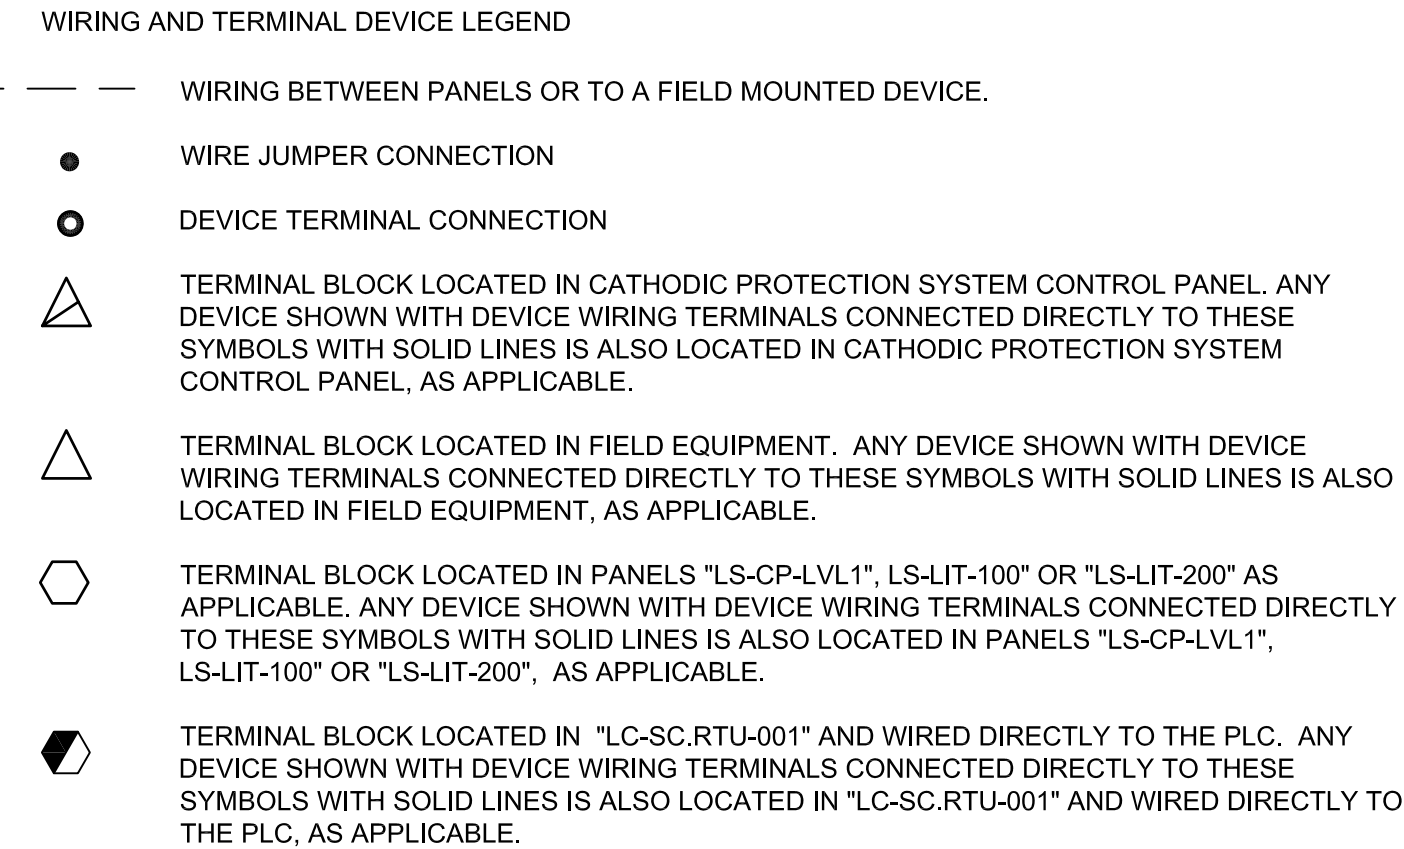 WIRING AND TERMINAL DEVICE LEGEND
WIRING BETWEEN PANELS OR TO A FIELD MOUNTED DEVICE.
WIRE JUMPER CONNECTION
DEVICE TERMINAL CONNECTION
TERMINAL BLOCK LOCATED IN CATHODIC PROTECTION SYSTEM CONTROL PANEL. ANY
DEVICE SHOWN WITH DEVICE WIRING TERMINALS CONNECTED DIRECTLY TO THESE
SYMBOLS WITH SOLID LINES IS ALSO LOCATED IN CATHODIC PROTECTION SYSTEM
CONTROL PANEL, AS APPLICABLE.
TERMINAL BLOCK LOCATED IN FIELD EQUIPMENT.  ANY DEVICE SHOWN WITH DEVICE
WIRING TERMINALS CONNECTED DIRECTLY TO THESE SYMBOLS WITH SOLID LINES IS ALSO
LOCATED IN FIELD EQUIPMENT, AS APPLICABLE.
TERMINAL BLOCK LOCATED IN PANELS "LS-CP-LVL1", LS-LIT-100" OR "LS-LIT-200" AS
APPLICABLE. ANY DEVICE SHOWN WITH DEVICE WIRING TERMINALS CONNECTED DIRECTLY
TO THESE SYMBOLS WITH SOLID LINES IS ALSO LOCATED IN PANELS "LS-CP-LVL1",
LS-LIT-100" OR "LS-LIT-200",  AS APPLICABLE.
TERMINAL BLOCK LOCATED IN  "LC-SC.RTU-001" AND WIRED DIRECTLY TO THE PLC.  ANY
DEVICE SHOWN WITH DEVICE WIRING TERMINALS CONNECTED DIRECTLY TO THESE
SYMBOLS WITH SOLID LINES IS ALSO LOCATED IN "LC-SC.RTU-001" AND WIRED DIRECTLY TO
THE PLC, AS APPLICABLE.